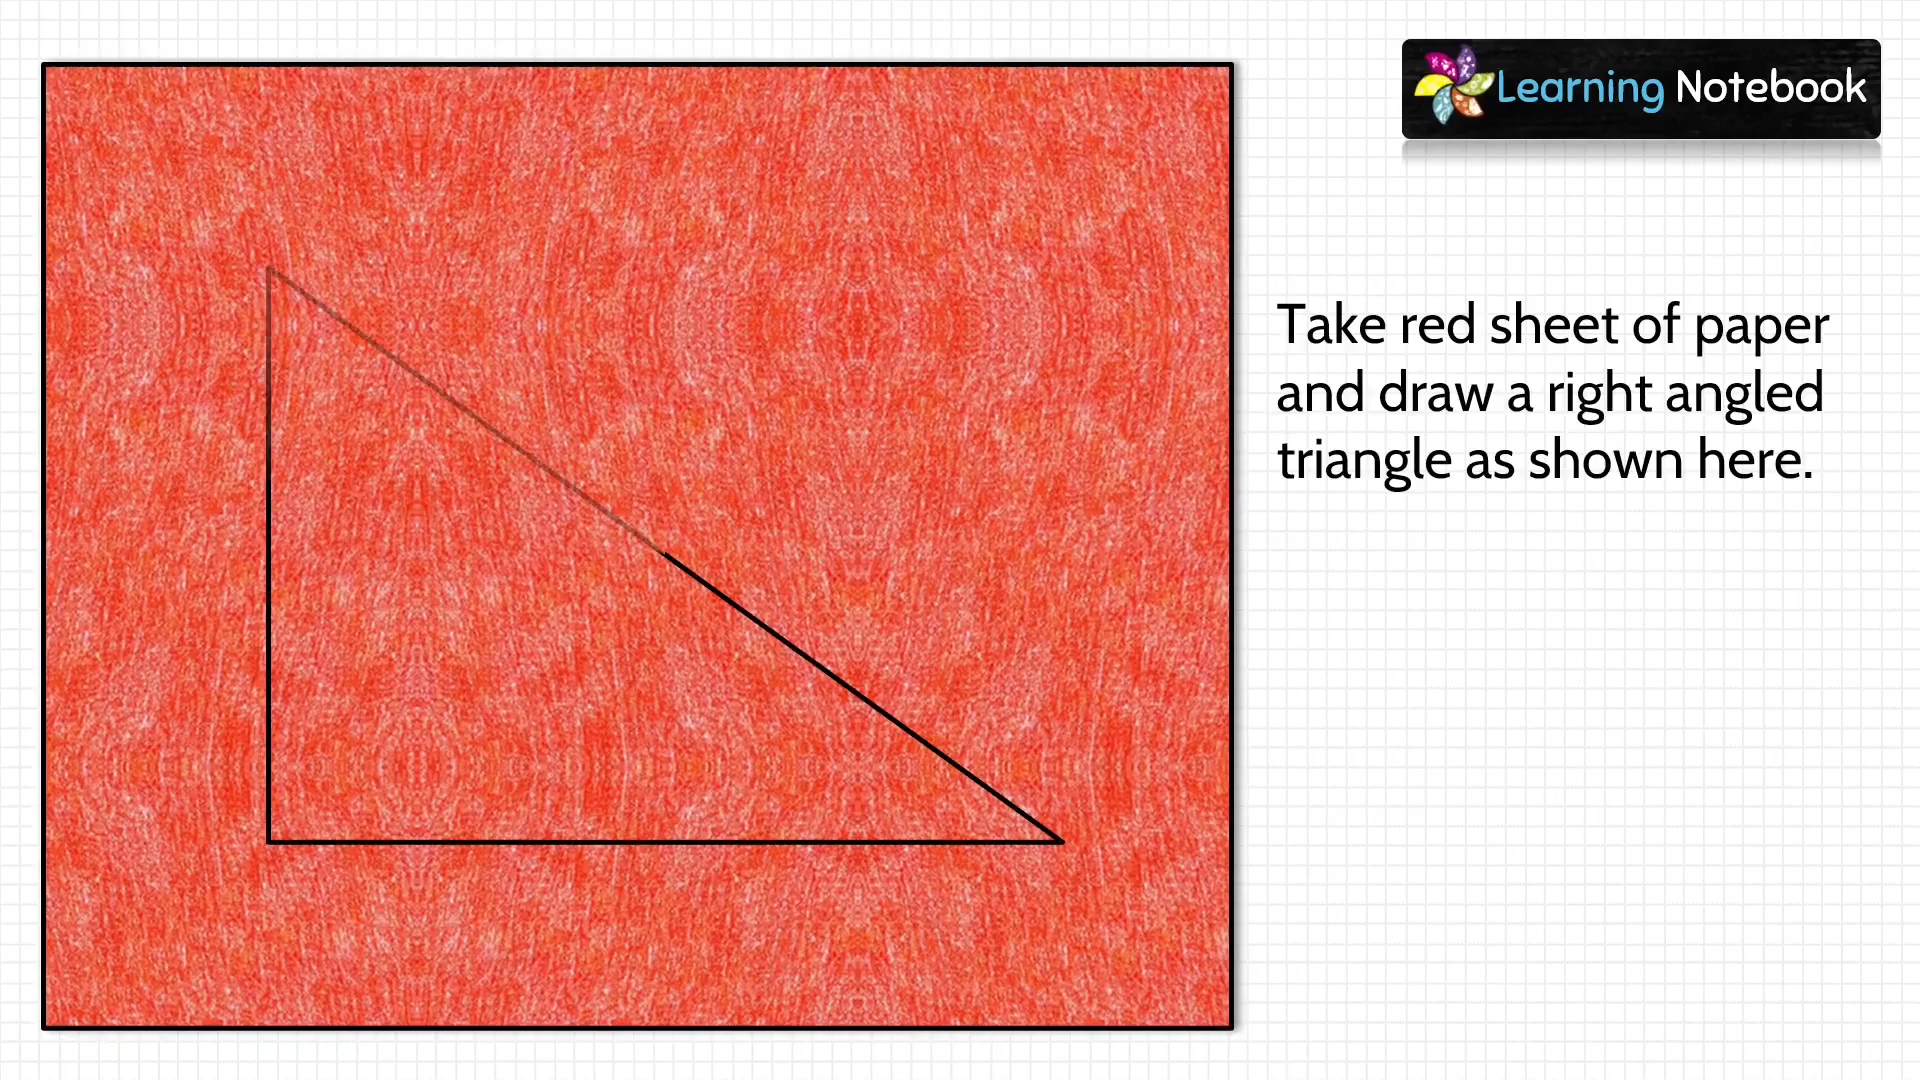 Learning Notebook
Take red sheet of paper
and draw a right angled
triangle as shown here.